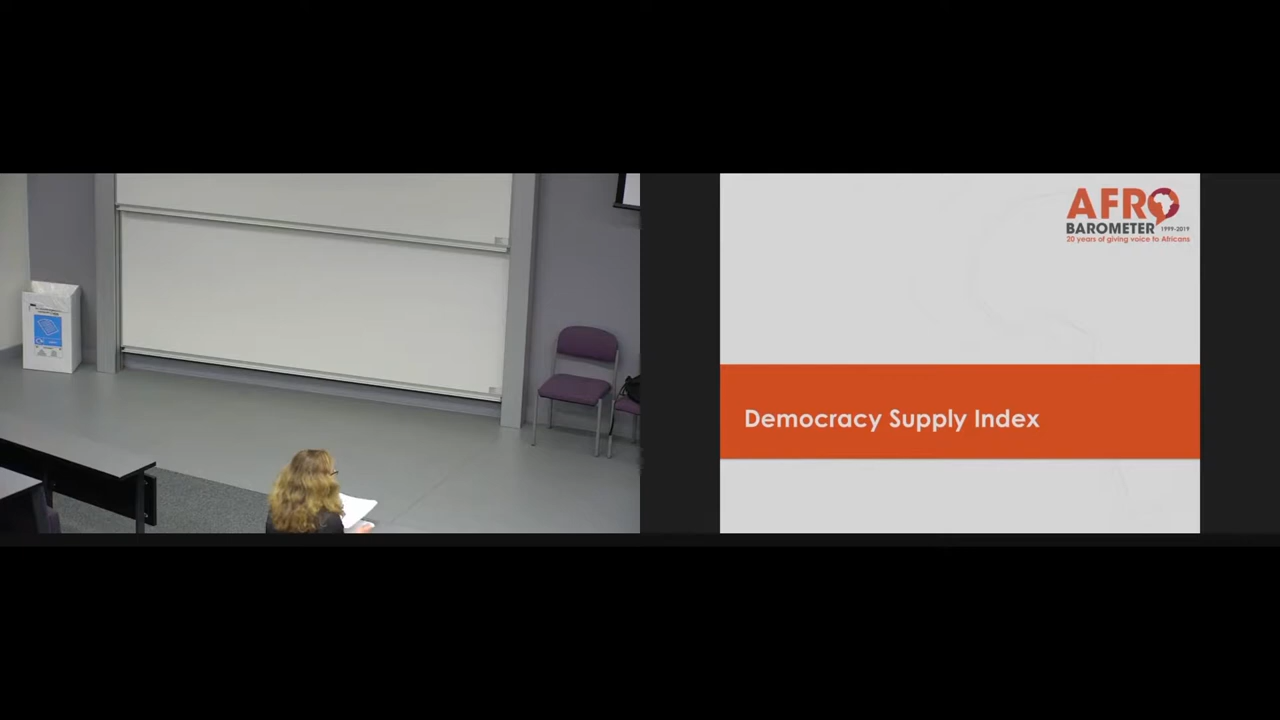 AFRO
BAROMETER 1999-2019
20 years of giving voice to Africans
Democracy Supply Index